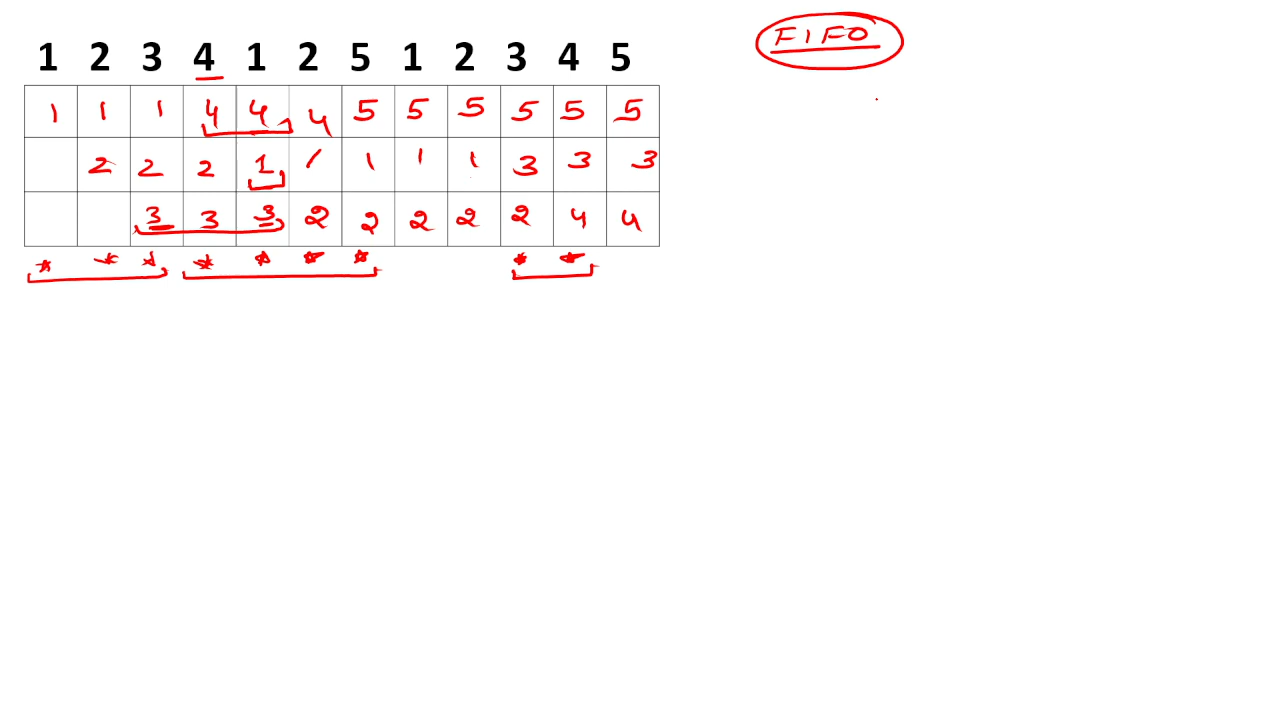 FIFO
1 2 3 4 1 2 5 1 2 3 4 5
1 1 1 4 4 4 5 5 5 5 5 5
2 2 2 1 1 1 1 1 3 3 3
3 3 3 2 2 2 2 2 4 4
* * * * * * * * *